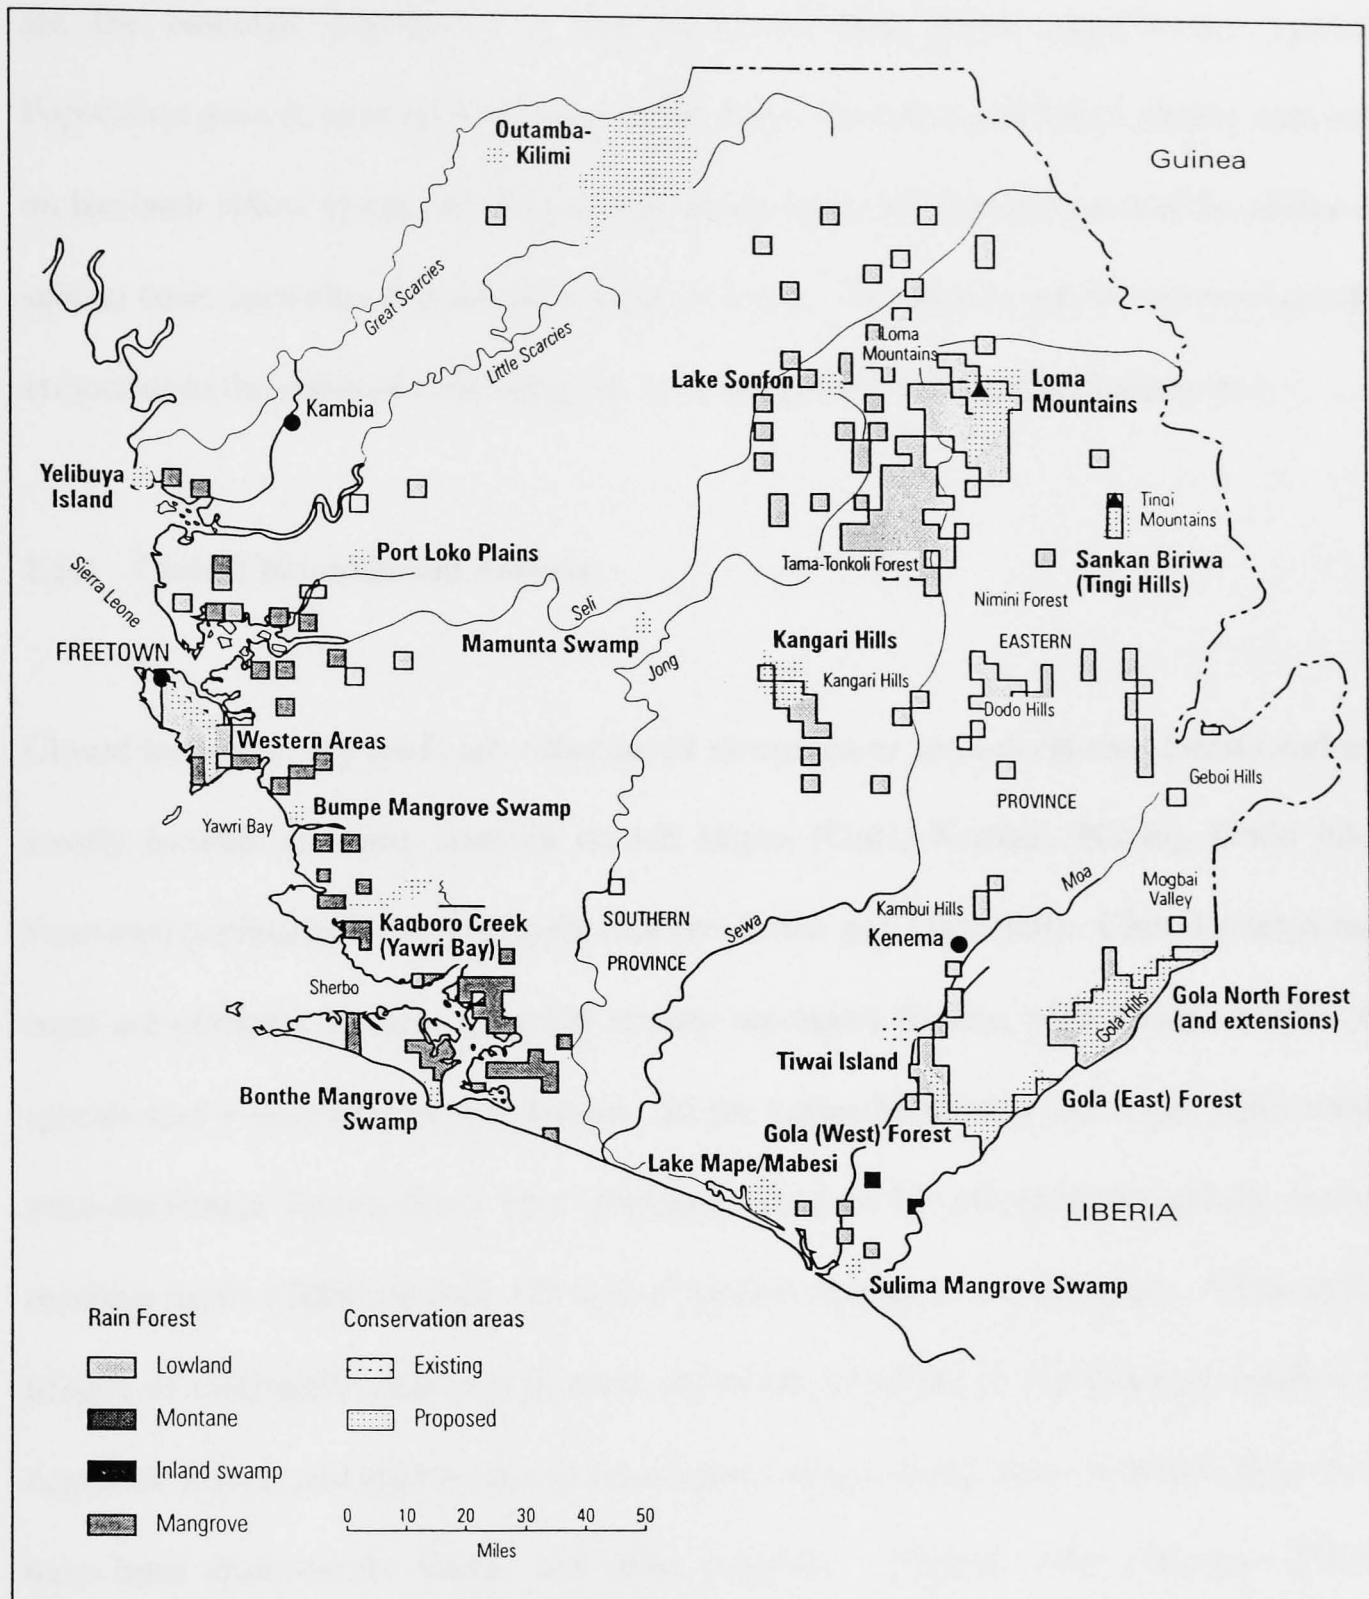 Outamba-
Kilimi
Guinea
Great Scarcies
Little Scarcies
Loma
Mountains
Lake Sonfon
Loma
Mountains
Kambia
Yelibuya
Island
Tingi
Mountains
Port Loko Plains
Tama-Tonkoli Forest
Sankan Biriwa
(Tingi Hills)
Nimini Forest
Sierra Leone
Seli
Mamunta Swamp
Jong
FREETOWN
Kangari Hills
Kangari Hills
EASTERN
Dodo Hills
Western Areas
PROVINCE
Geboi Hills
Bumpe Mangrove Swamp
Yawri Bay
Moa
Mogbai
Valley
Kambui Hills
Kenema
Sewa
SOUTHERN
PROVINCE
Kagboro Creek
(Yawri Bay)
Sherbo
Gola Hills
Gola North Forest
(and extensions)
Tiwai Island
Gola (East) Forest
Bonthe Mangrove
Swamp
Gola (West) Forest
Lake Mape/Mabesi
LIBERIA
Sulima Mangrove Swamp
Rain Forest
Conservation areas
Lowland
Existing
Montane
Proposed
Inland swamp
Mangrove
0 10 20 30 50
Miles